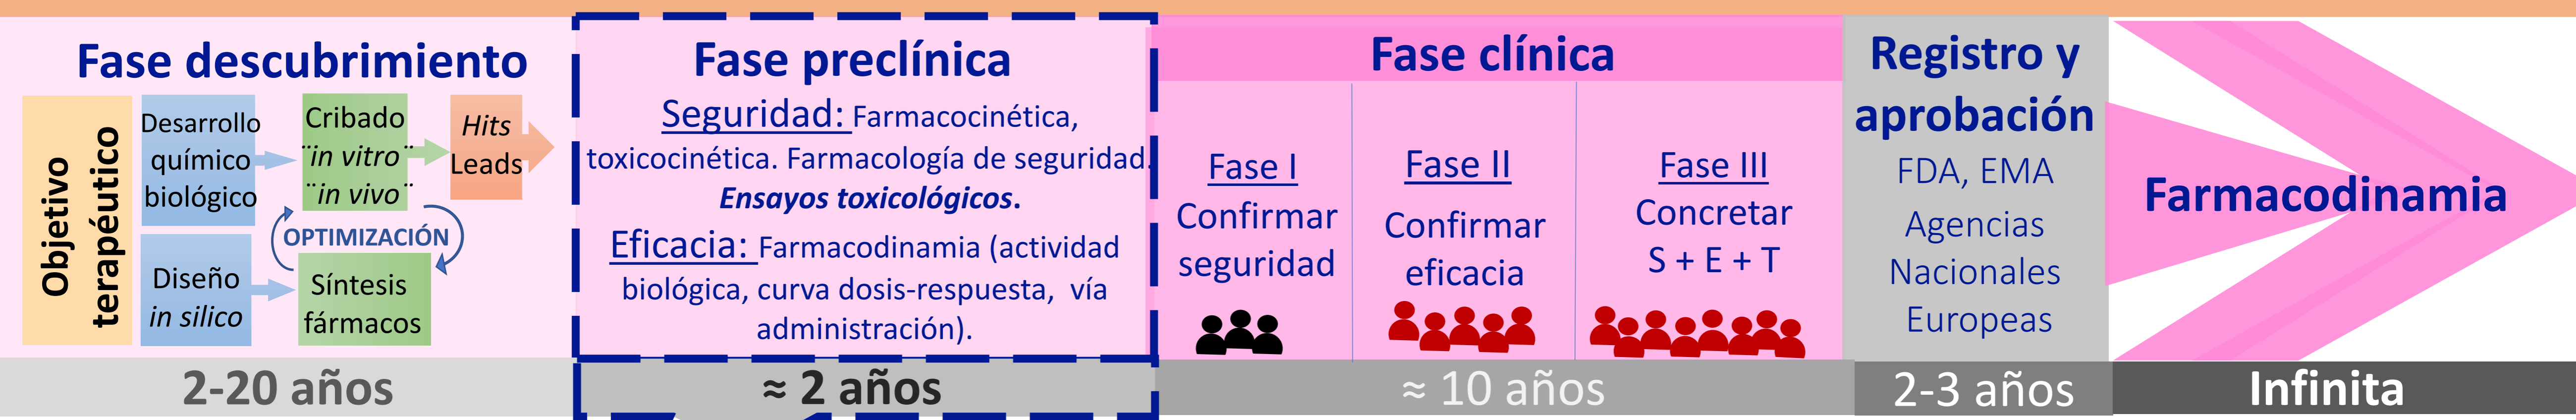 Fase descubrimiento
Objetivo
terapéutico
Desarrollo
químico
biológico
Cribado
¨in vitro¨
¨in vivo¨
Hits
Leads
OPTIMIZACIÓN
Diseño
in silico
Síntesis
fármacos
2-20 años
Fase preclínica
Seguridad: Farmacocinética,
toxicocinética. Farmacología de seguridad.
Ensayos toxicológicos.
Eficacia: Farmacodinamia (actividad
biológica, curva dosis-respuesta, vía
administración).
≈ 2 años
Fase clínica
Fase I
Confirmar
seguridad
Fase II
Confirmar
eficacia
Fase III
Concretar
S + E + T
≈ 10 años
Registro y
aprobación
FDA, EMA
Agencias
Nacionales
Europeas
2-3 años
Farmacodinamia
Infinita